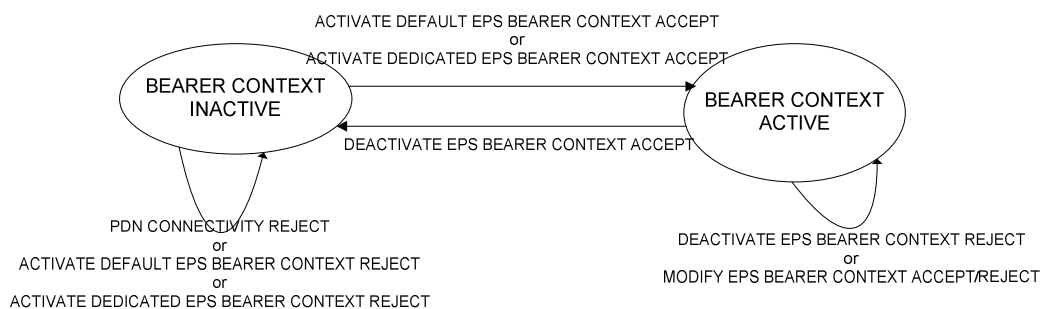 ACTIVATE DEFAULT EPS BEARER CONTEXT ACCEPT
or
ACTIVATE DEDICATED EPS BEARER CONTEXT ACCEPT
BEARER CONTEXT
INACTIVE
BEARER CONTEXT
ACTIVE
DEACTIVATE EPS BEARER CONTEXT ACCEPT
PDN CONNECTIVITY REJECT
or
ACTIVATE DEFAULT EPS BEARER CONTEXT REJECT
or
ACTIVATE DEDICATED EPS BEARER CONTEXT REJECT
DEACTIVATE EPS BEARER CONTEXT REJECT
or
MODIFY EPS BEARER CONTEXT ACCEPT/REJECT